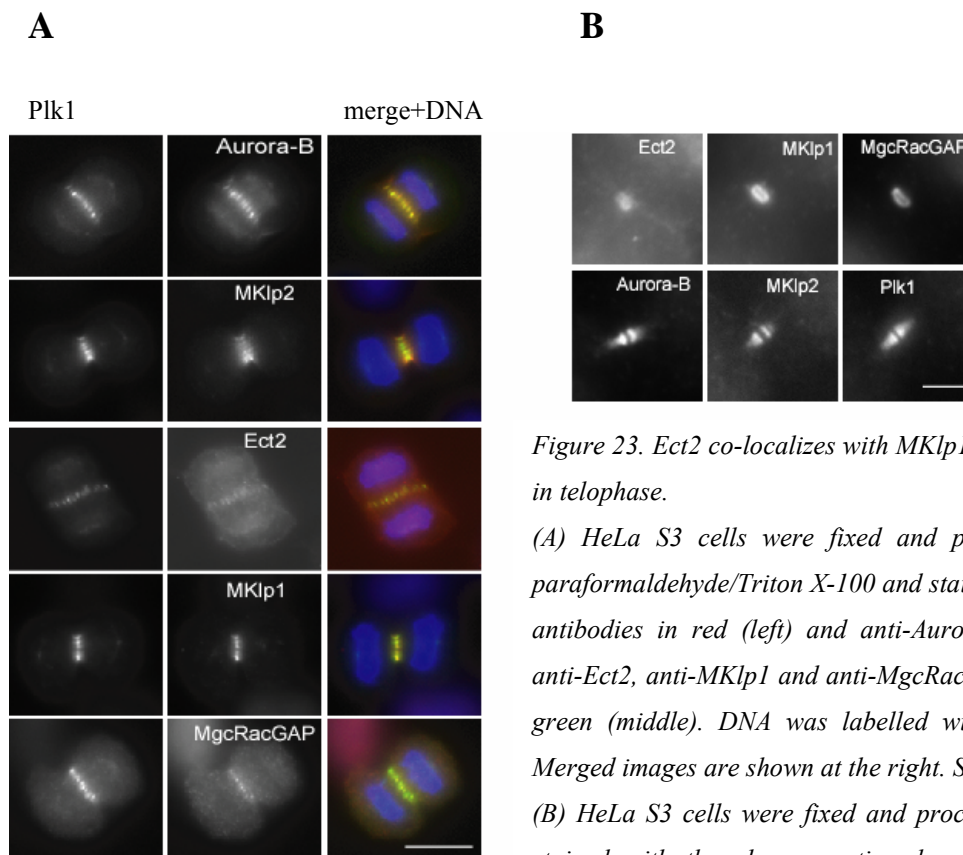 A
B
Plk1 merge+DNA
Aurora-B
MKlp2
Ect2
MKlp1
MgcRacGAP
Ect2 MKlp1 MgcRacGAP
Aurora-B MKlp2 Plk1
Figure 23. Ect2 co-localizes with MKlp1
in telophase.
(A) HeLa S3 cells were fixed and p
paraformaldehyde/Triton X-100 and stai
antibodies in red (left) and anti-Auro
anti-Ect2, anti-MKlp1 and anti-MgcRac
green (middle). DNA was labelled wi
Merged images are shown at the right. S
(B) HeLa S3 cells were fixed and proc